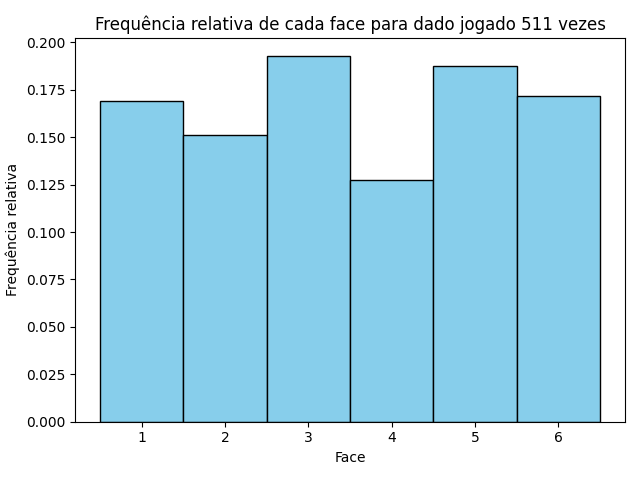 Frequência relativa de cada face para dado jogado 511 vezes
0.200
0.175
0.150
0.125
0.100
0.075
0.050
0.025
0.000
Frequência relativa
1 2 3 4 5 6
Face